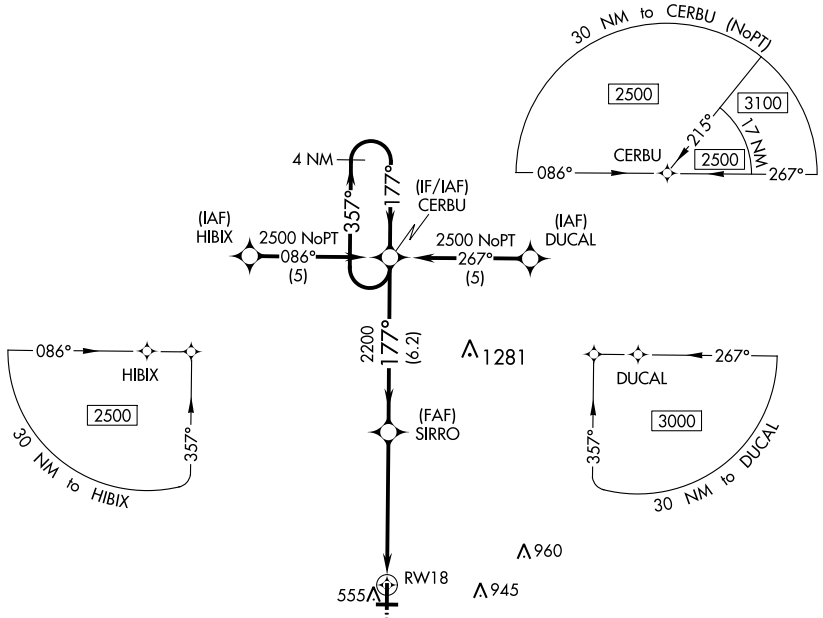 30 NM to CERBU (NoPT)
2500
3100
215°
17 NM
CERBU
2500
086°
267°
4 NM
357°
177°
(IF/IAF)
CERBU
(IAF)
HIBIX
2500 NoPT
086°
(5)
2500 NoPT
267°
(5)
(IAF)
DUCAL
2200
177°
(6.2)
1281
086°
HIBIX
2500
357°
30 NM to HIBIX
267°
DUCAL
3000
357°
30 NM to DUCAL
(FAF)
SIRRO
960
RW18
555
945